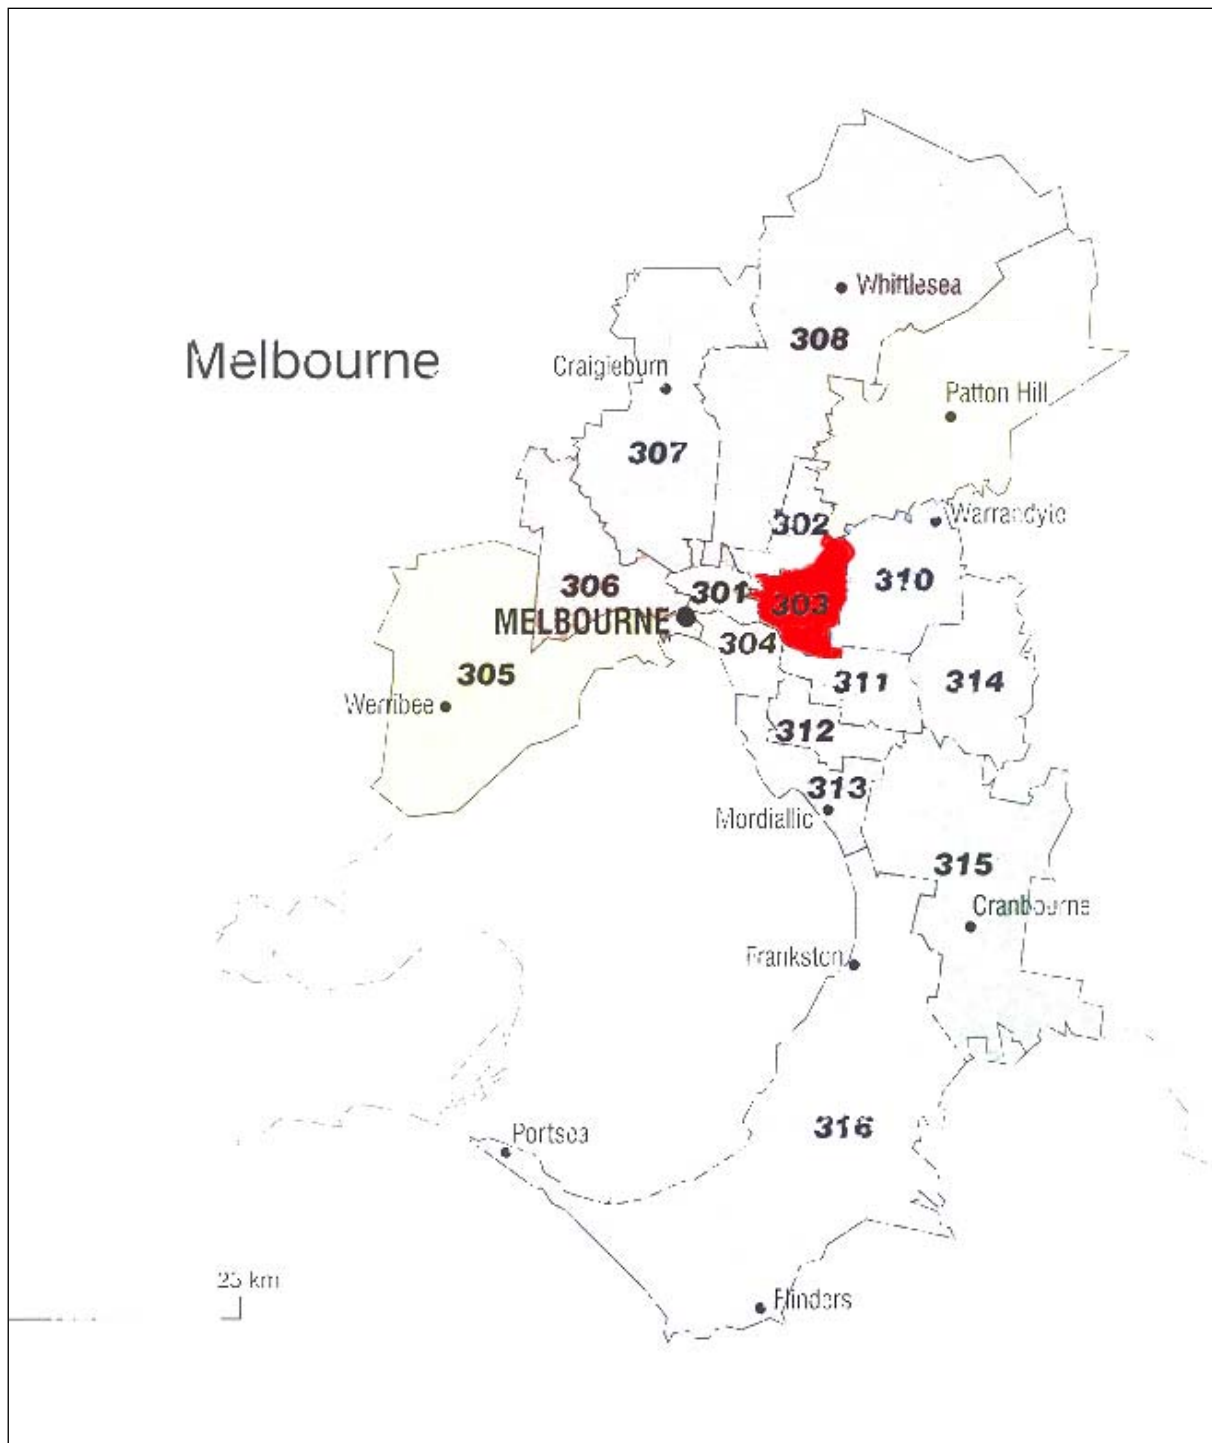 Whittlesea
308
Melbourne
Craigieburn
Patton Hill
307
302
Warrandyte
306
301
303
310
MELBOURNE
304
305
311
314
Werribee
312
313
Mordiallic
315
Cranbourne
Frankston
316
Portsea
25 km
Flinders